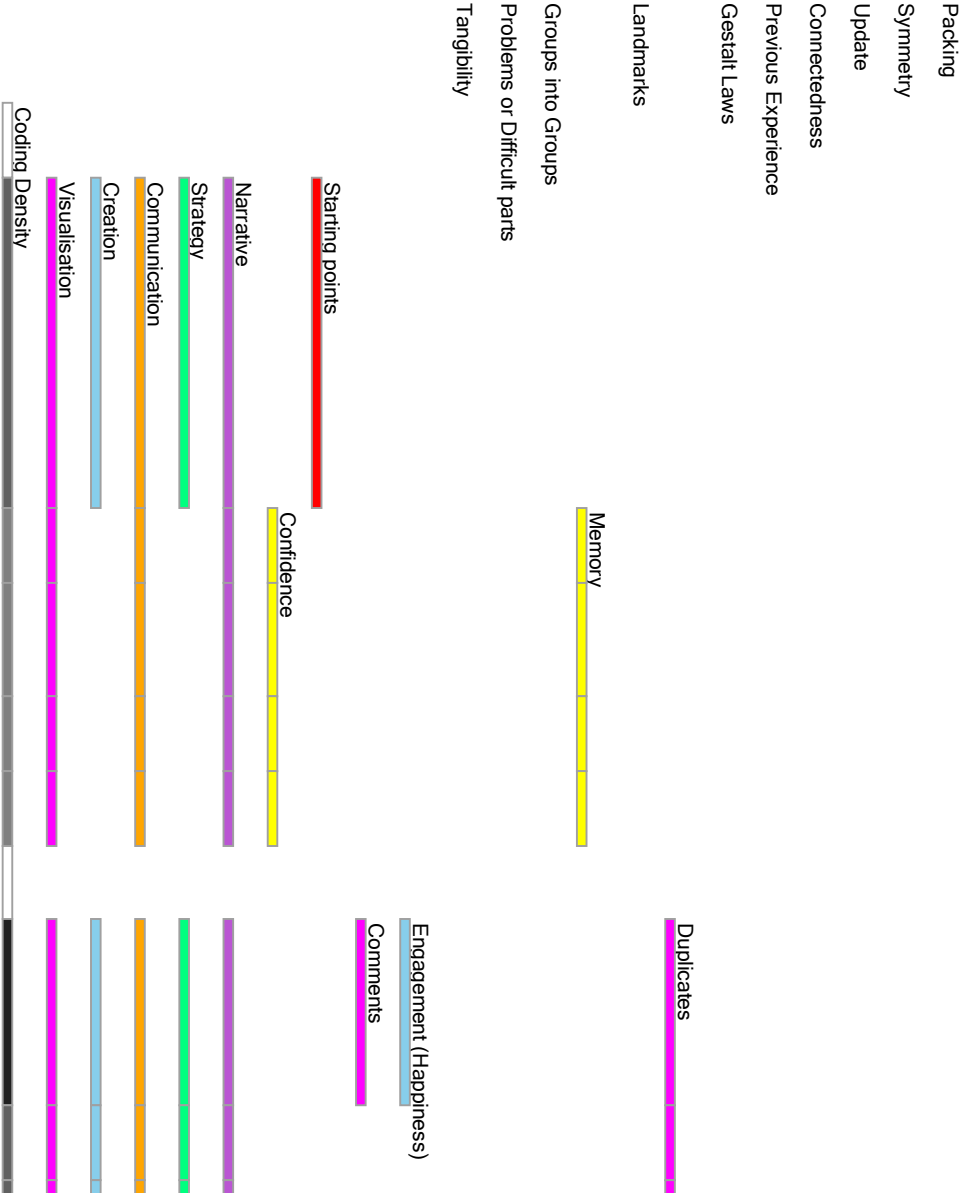 Coding Density
Visualisation
Creation
Communication
Strategy
Narrative
Confidence
Starting points
Comments
Engagement (Happiness)
Tangibility
Problems or Difficult parts
Groups into Groups
Memory
Landmarks
Duplicates
Gestalt Laws
Previous Experience
Connectedness
Update
Symmetry
Packing